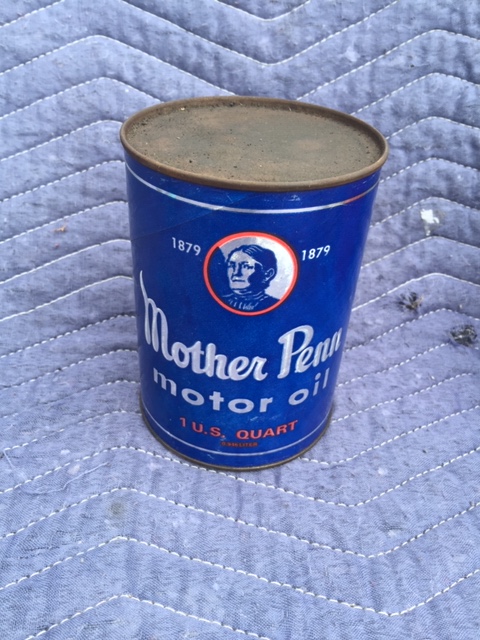 1879 1879
Mother Penn
motor oil
1 U.S. QUART